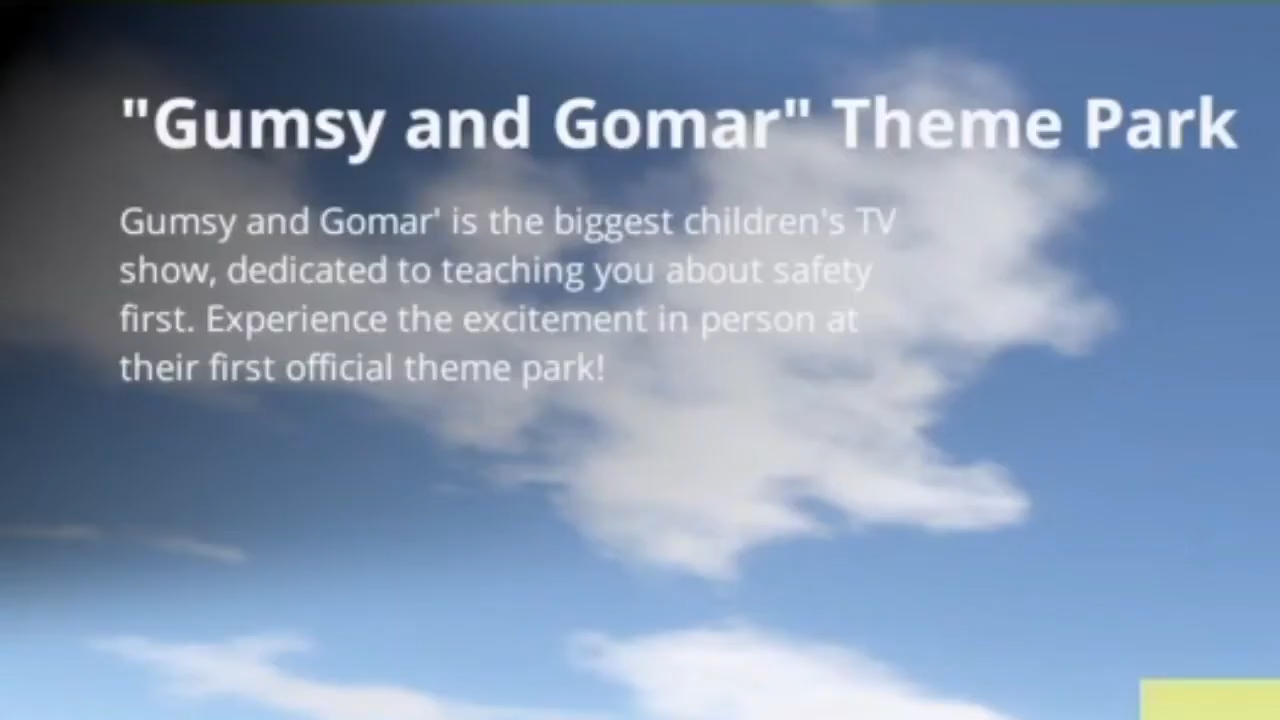 "Gumsy and Gomar" Theme Park
Gumsy and Gomar' is the biggest children's TV
show, dedicated to teaching you about safety
first. Experience the excitement in person at
their first official theme park!